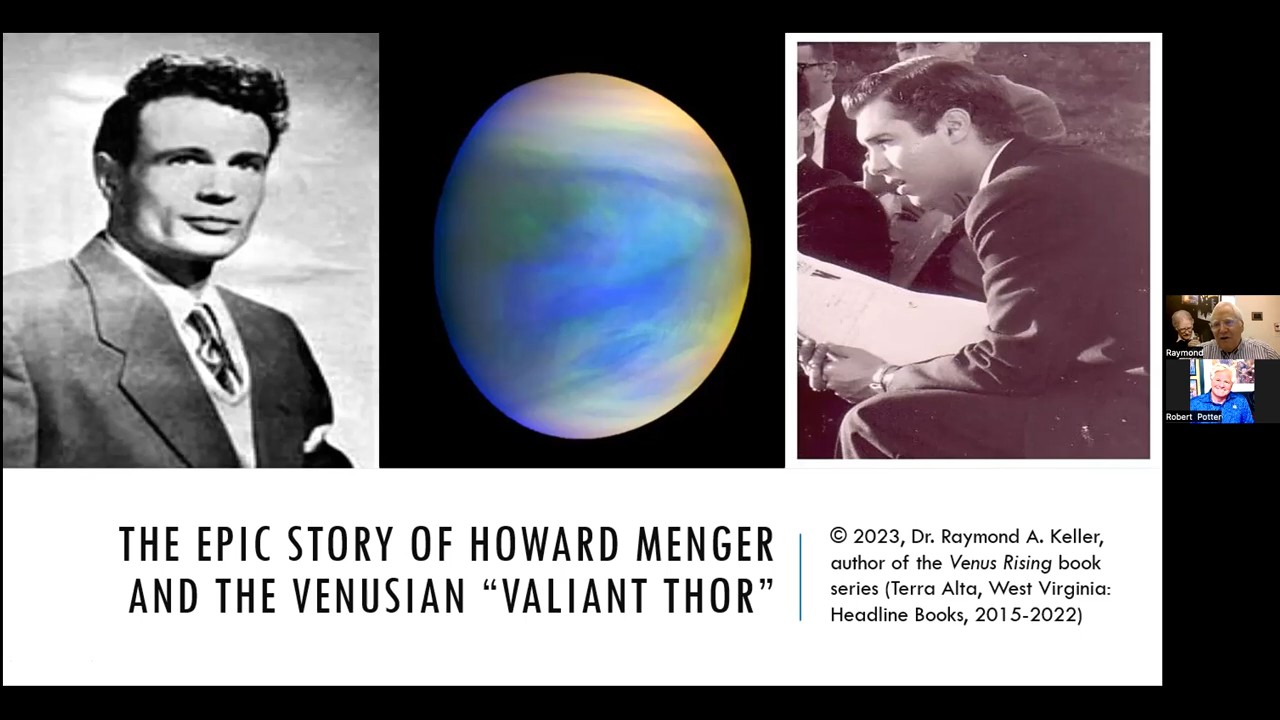 Raymond
Robert Potter
THE EPIC STORY OF HOWARD MENGER
AND THE VENUSIAN “VALIANT THOR”
© 2023, Dr. Raymond A. Keller,
author of the Venus Rising book
series (Terra Alta, West Virginia:
Headline Books, 2015-2022)